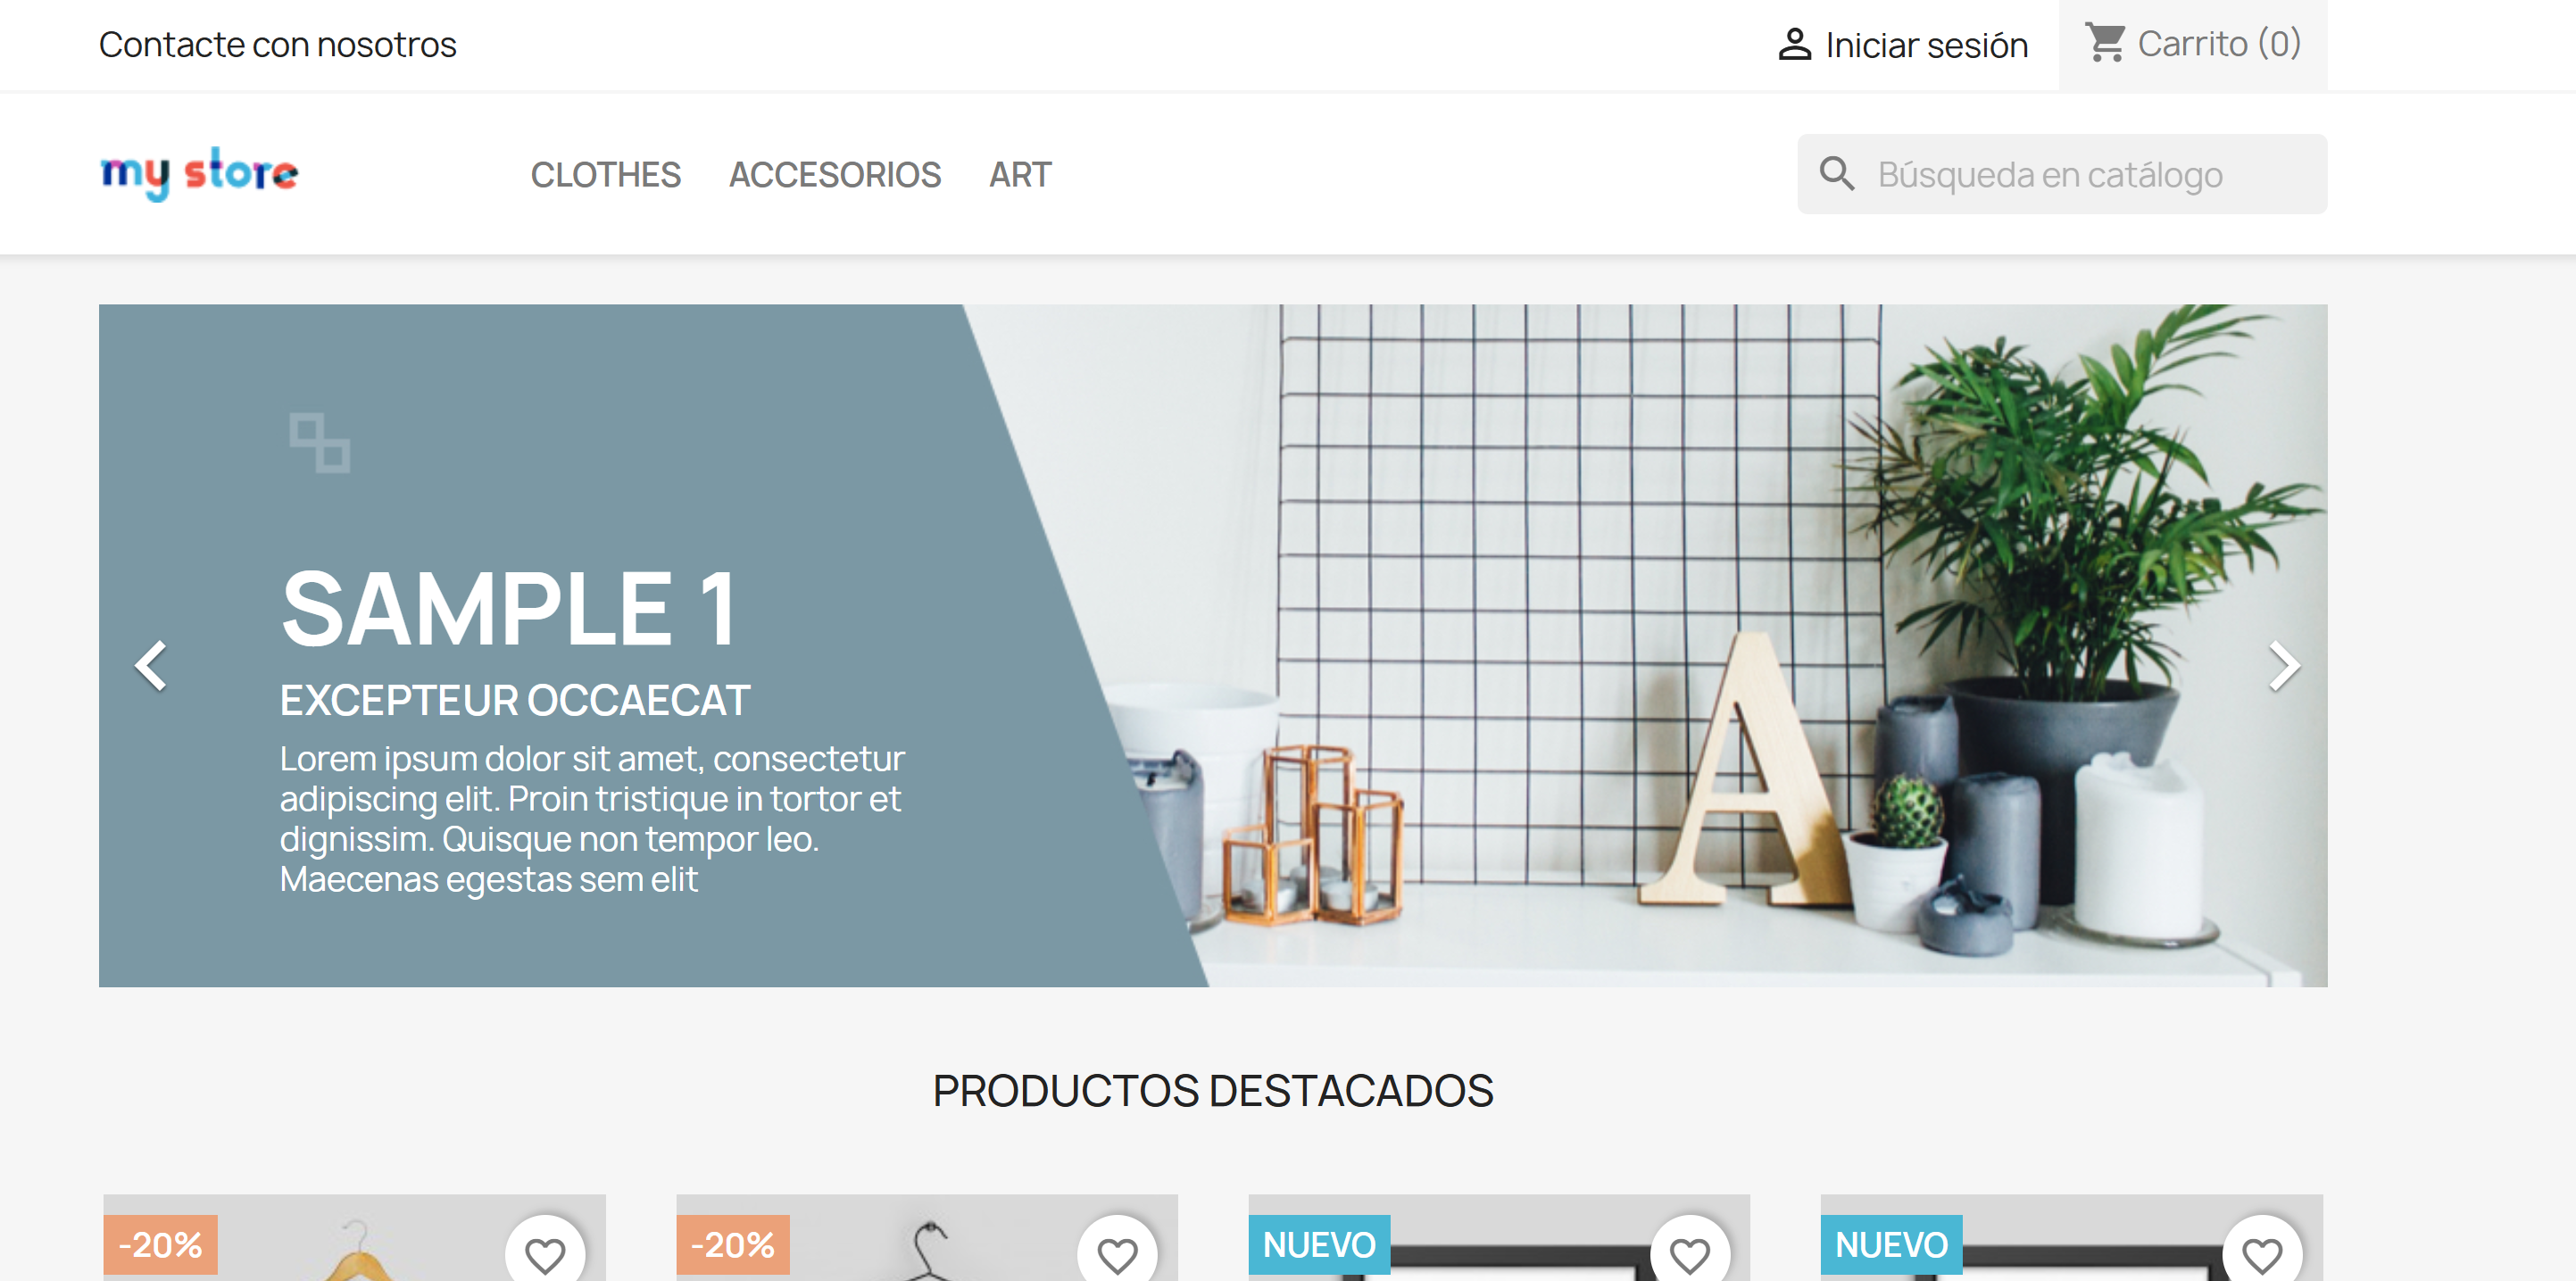 Contacte con nosotros
Iniciar sesión
Carrito (0)
my store
CLOTHES ACCESORIOS ART
Búsqueda en catálogo
SAMPLE 1
EXCEPTEUR OCCAECAT
Lorem ipsum dolor sit amet, consectetur
adipiscing elit. Proin tristique in tortor et
dignissim. Quisque non tempor leo.
Maecenas egestas sem elit
A
PRODUCTOS DESTACADOS
-20%
-20%
NUEVO
NUEVO